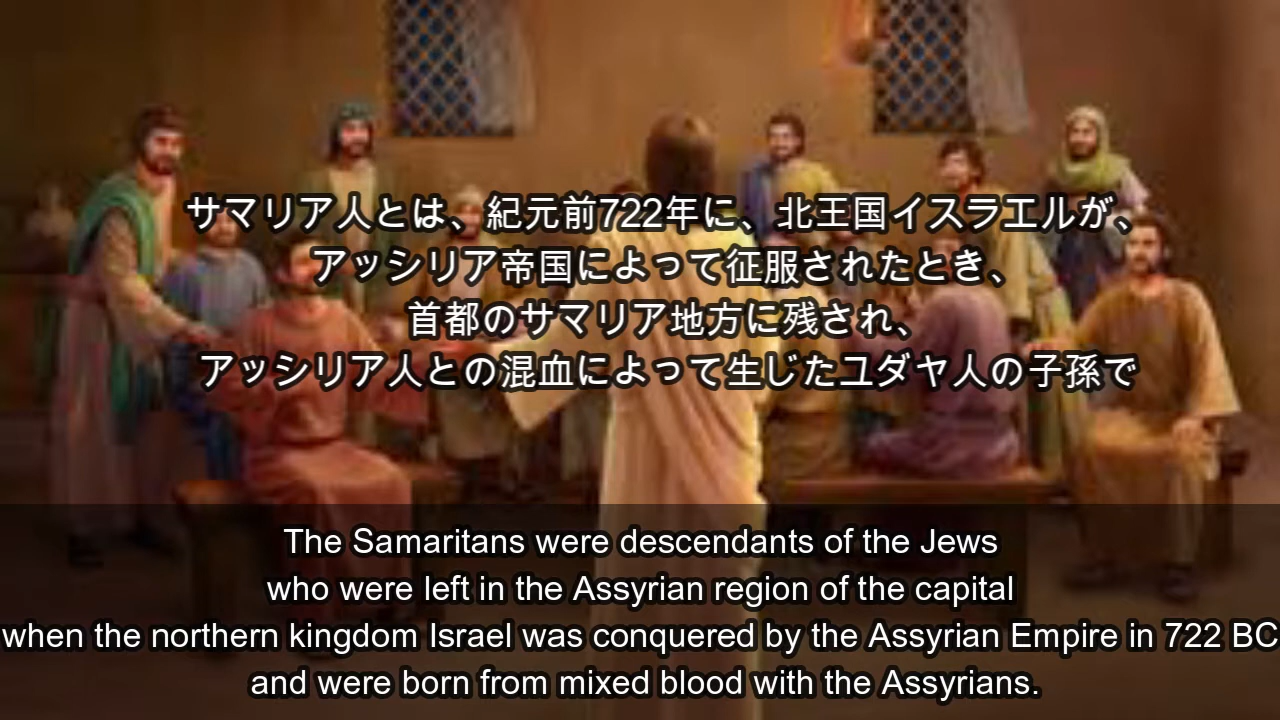 サマリア人とは、紀元前722年に、北王国イスラエルが、
アッシリア帝国によって征服されたとき、
首都のサマリア地方に残され、
アッシリア人との混血によって生じたユダヤ人の子孫で
The Samaritans were descendants of the Jews
who were left in the Assyrian region of the capital
when the northern kingdom Israel was conquered by the Assyrian Empire in 722 BC
and were born from mixed blood with the Assyrians.